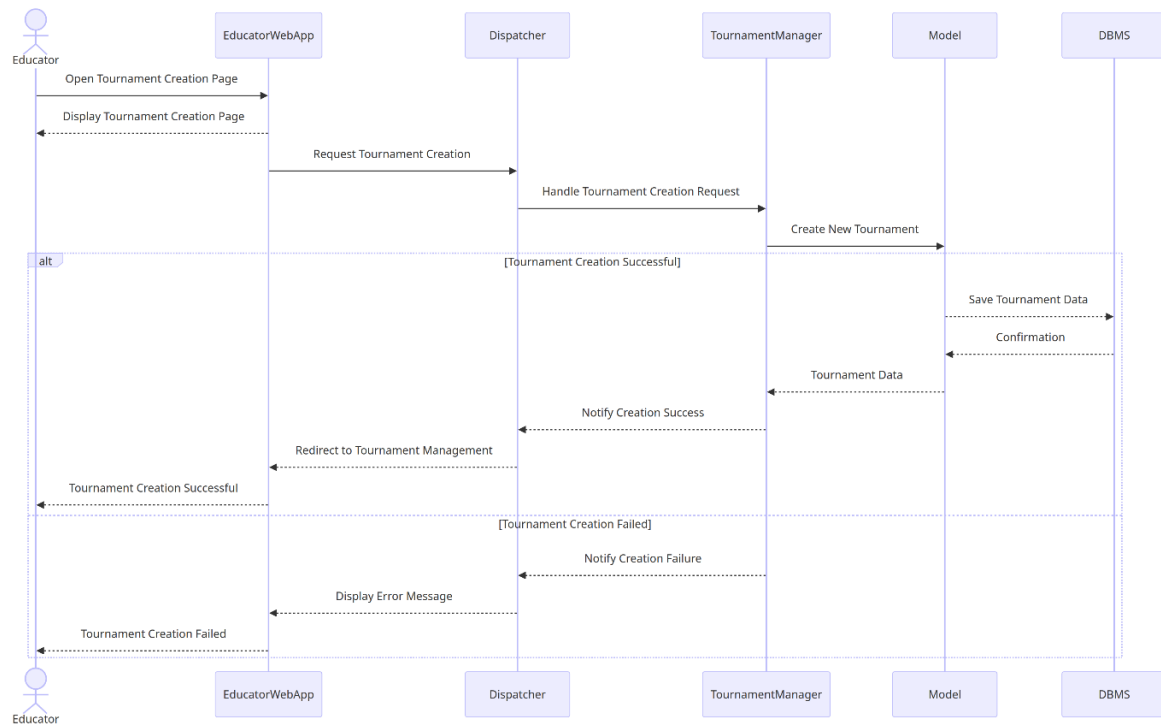 Educator
EducatorWebApp
Dispatcher
TournamentManager
Model
DBMS
Open Tournament Creation Page
Display Tournament Creation Page
Request Tournament Creation
Handle Tournament Creation Request
Create New Tournament
alt
[Tournament Creation Successful]
Save Tournament Data
Confirmation
Tournament Data
Notify Creation Success
Redirect to Tournament Management
Tournament Creation Successful
[Tournament Creation Failed]
Notify Creation Failure
Display Error Message
Tournament Creation Failed
Educator
EducatorWebApp
Dispatcher
TournamentManager
Model
DBMS